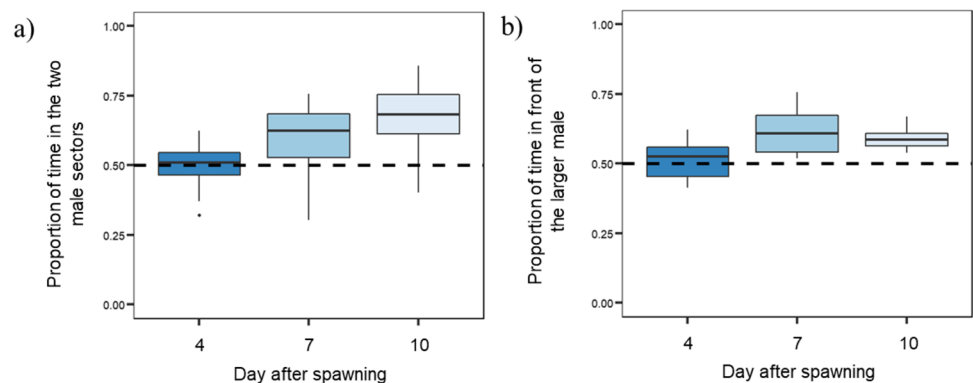 a)
Proportion of time in the two
male sectors
1.00
0.75
0.50
0.25
0.00
4 7 10
Day after spawning
b)
Proportion of time in front of
the larger male
1.00
0.75
0.50
0.25
0.00
4 7 10
Day after spawning